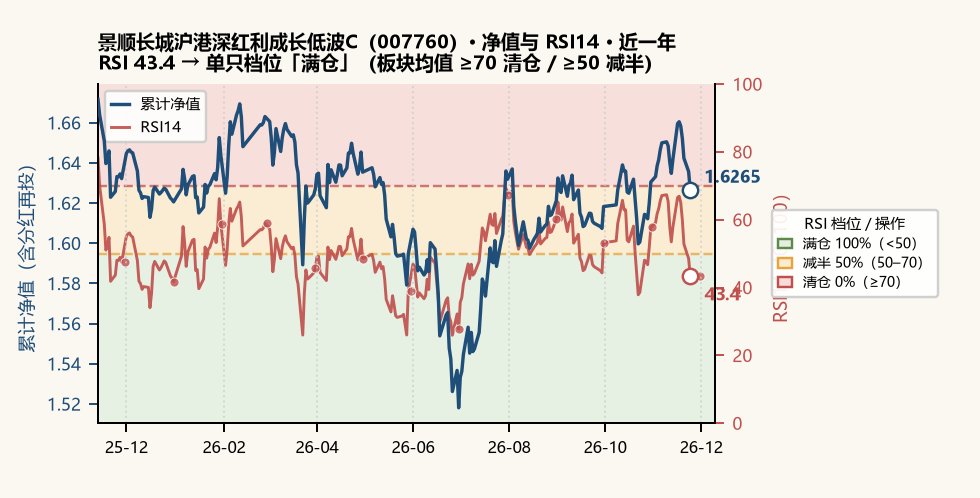 景顺长城沪港深红利成长低波C（007760）·净值与 RSI14·近一年
RSI 43.4 → 单只档位「满仓」（板块均值 ≥70 清仓 / ≥50 减半）
累计净值
RSI14
累计净值（含分红再投）
1.66
1.64
1.62
1.60
1.58
1.56
1.54
1.52
100
80
60
40
20
0
1.6265
43.4
RSI
RSI 档位 / 操作
满仓 100%（<50）
减半 50%（50–70）
清仓 0%（≥70）
25-12
26-02
26-04
26-06
26-08
26-10
26-12